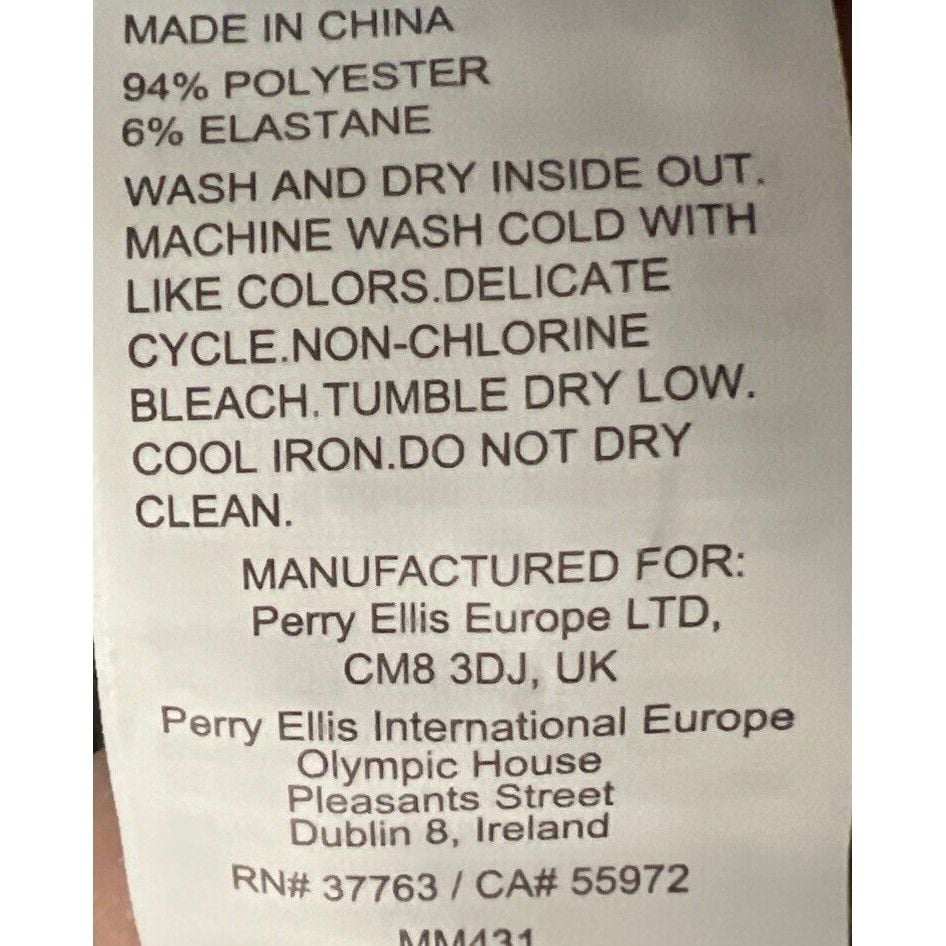 MADE IN CHINA
94% POLYESTER
6% ELASTANE
WASH AND DRY INSIDE OUT.
MACHINE WASH COLD WITH
LIKE COLORS.DELICATE
CYCLE.NON-CHLORINE
BLEACH.TUMBLE DRY LOW.
COOL IRON.DO NOT DRY
CLEAN.
MANUFACTURED FOR:
Perry Ellis Europe LTD,
CM8 3DJ, UK
Perry Ellis International Europe
Olympic House
Pleasants Street
Dublin 8, Ireland
RN# 37763 / CA# 55972
MM431